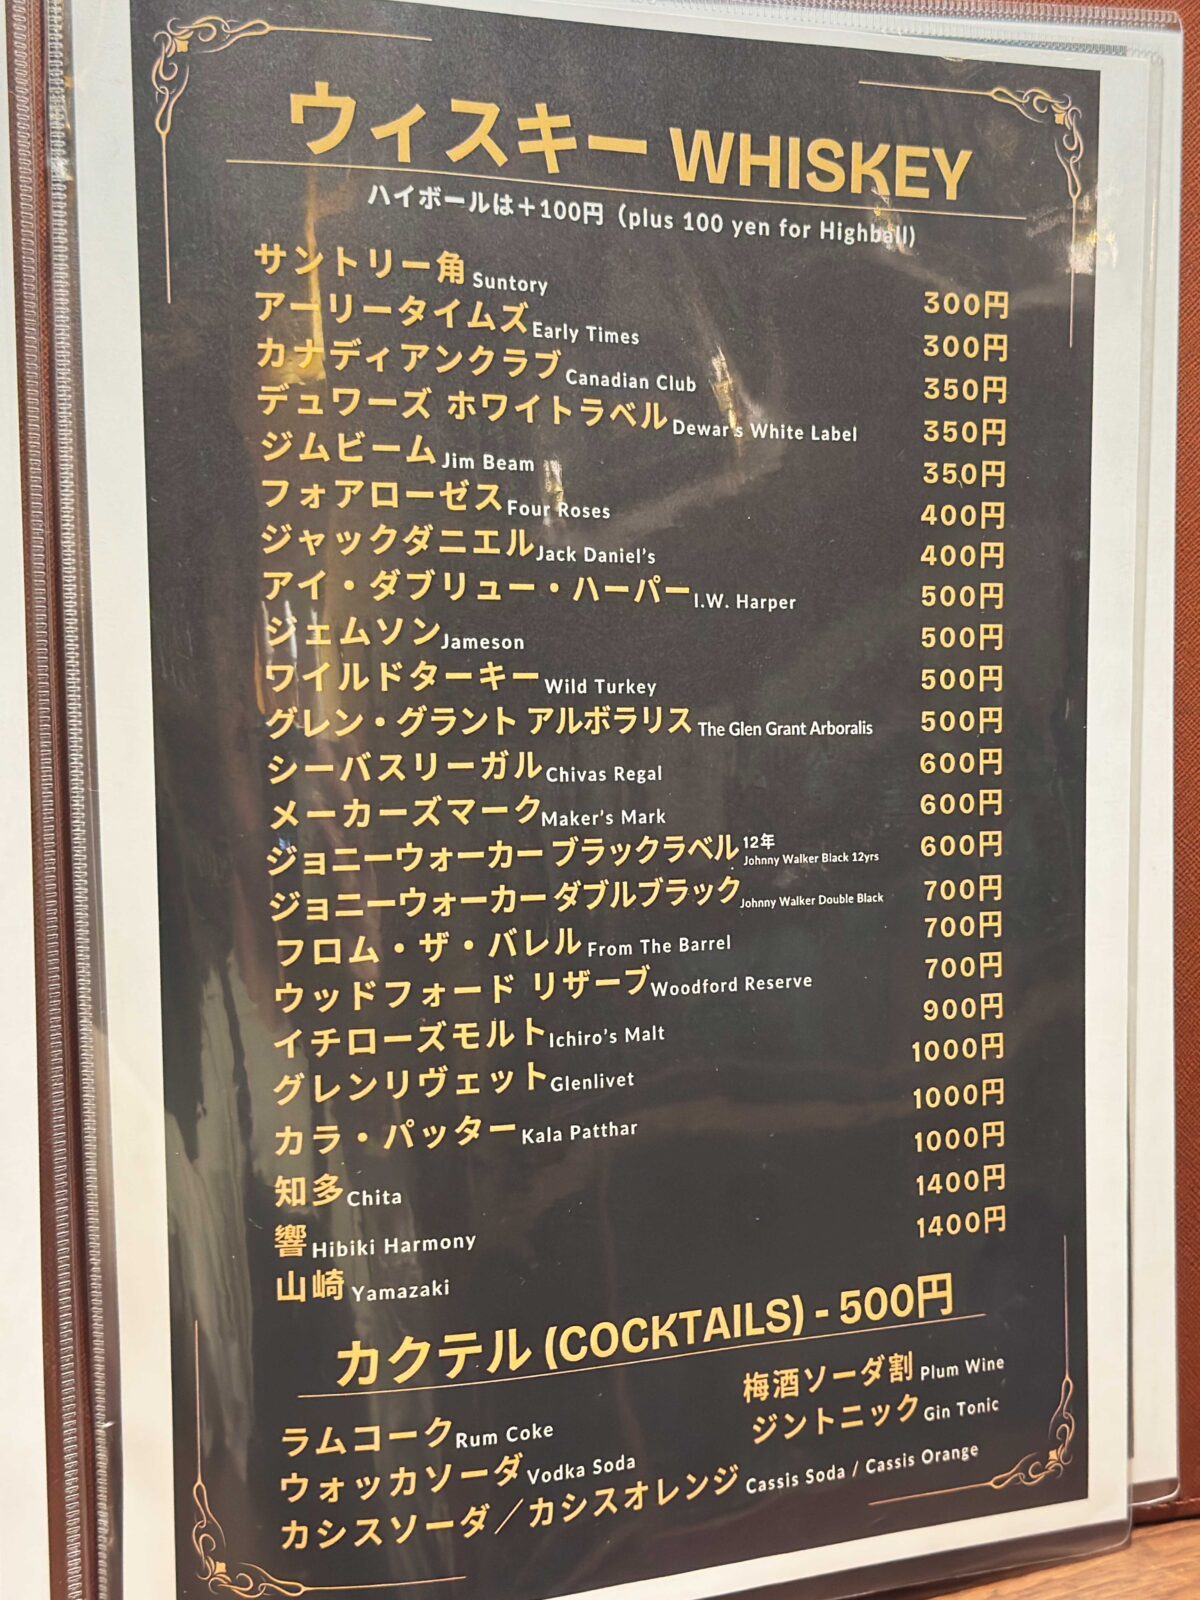 ウィスキー WHISKEY
ハイボールは＋100円（plus 100 yen for Highball)
サントリー角 Suntory 300円
アーリータイムズ Early Times 300円
カナディアンクラブ Canadian Club 350円
デュワーズ ホワイトラベル Dewar's White Label 350円
ジムビーム Jim Beam 350円
フォアローゼス Four Roses 400円
ジャックダニエル Jack Daniel's 400円
アイ・ダブリュー・ハーパー I.W. Harper 500円
ジェムソン Jameson 500円
ワイルドターキー Wild Turkey 500円
グレン・グラント アルボラリス The Glen Grant Arboralis 500円
シーバスリーガル Chivas Regal 600円
メーカーズマーク Maker's Mark 600円
ジョニーウォーカー ブラックラベル 12年 Johnny Walker Black 12yrs 600円
ジョニーウォーカー ダブルブラック Johnny Walker Double Black 700円
フロム・ザ・バレル From The Barrel 700円
ウッドフォード リザーブ Woodford Reserve 700円
イチローズモルト Ichiro's Malt 900円
グレンリヴェット Glenlivet 1000円
カラ・パッター Kala Patthar 1000円
知多 Chita 1000円
響 Hibiki Harmony 1400円
山崎 Yamazaki 1400円
カクテル (COCKTAILS) - 500円
ラムコーク Rum Coke 梅酒ソーダ割 Plum Wine
ウォッカソーダ Vodka Soda ジントニック Gin Tonic
カシスソーダ／カシスオレンジ Cassis Soda / Cassis Orange